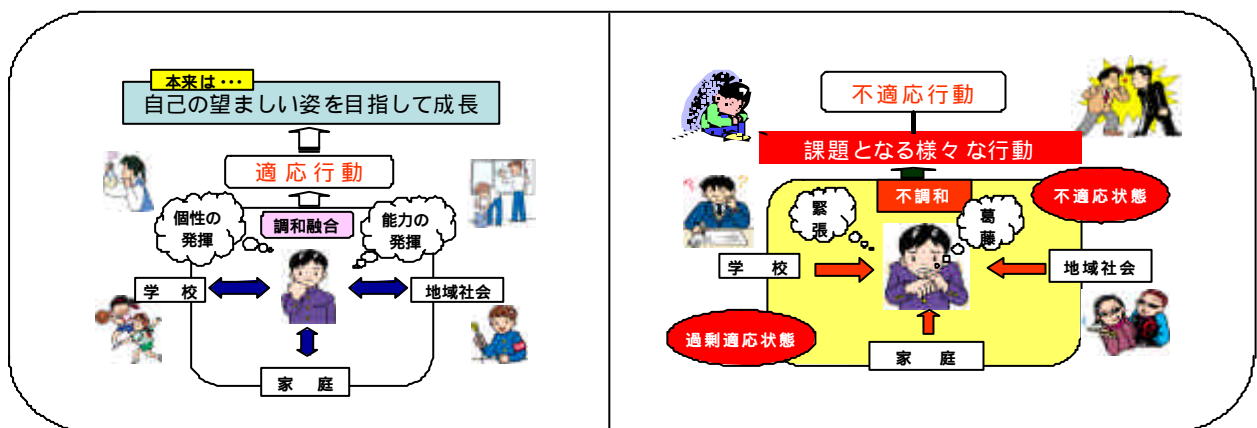 本来は・・・
自己の望ましい姿を目指して成長
適応行動
個性の
発揮
調和融合
能力の
発揮
学 校
地域社会
家 庭
不適応行動
課題となる様々な行動
不調和
不適応状態
緊張
葛藤
学 校
地域社会
過剰適応状態
家 庭